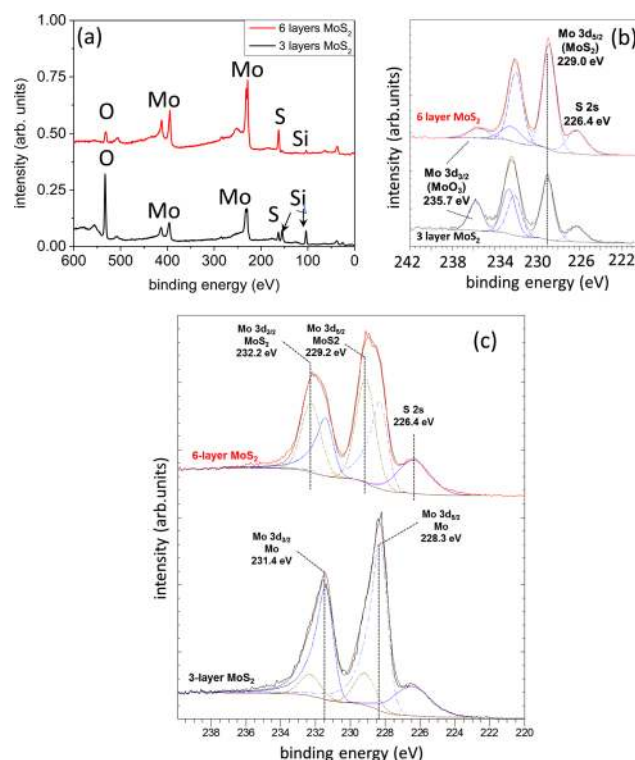 (a)
6 layers MoS2
3 layers MoS2
1.00
0.75
0.50
0.25
0.00
O
Mo
Mo
S
Si
O
Mo
Mo
S
Si
600 500 400 300 200 100 0
binding energy (eV)
intensity (arb. units)
(b)
Mo 3d5/2
(MoS2)
229.0 eV
S 2s
226.4 eV
6 layer MoS2
Mo 3d3/2
(MoO3)
235.7 eV
3 layer MoS2
242 238 236 234 232 230 228 226 224 222
binding energy (eV)
intensity (arb. units)
(c)
Mo 3d3/2
MoS2
232.2 eV
Mo 3d5/2
MoS2
229.2 eV
S 2s
226.4 eV
6-layer MoS2
Mo 3d5/2
Mo
228.3 eV
Mo 3d3/2
Mo
231.4 eV
3-layer MoS2
238 236 234 232 230 228 226 224 222 220
binding energy (eV)
intensity (arb.units)